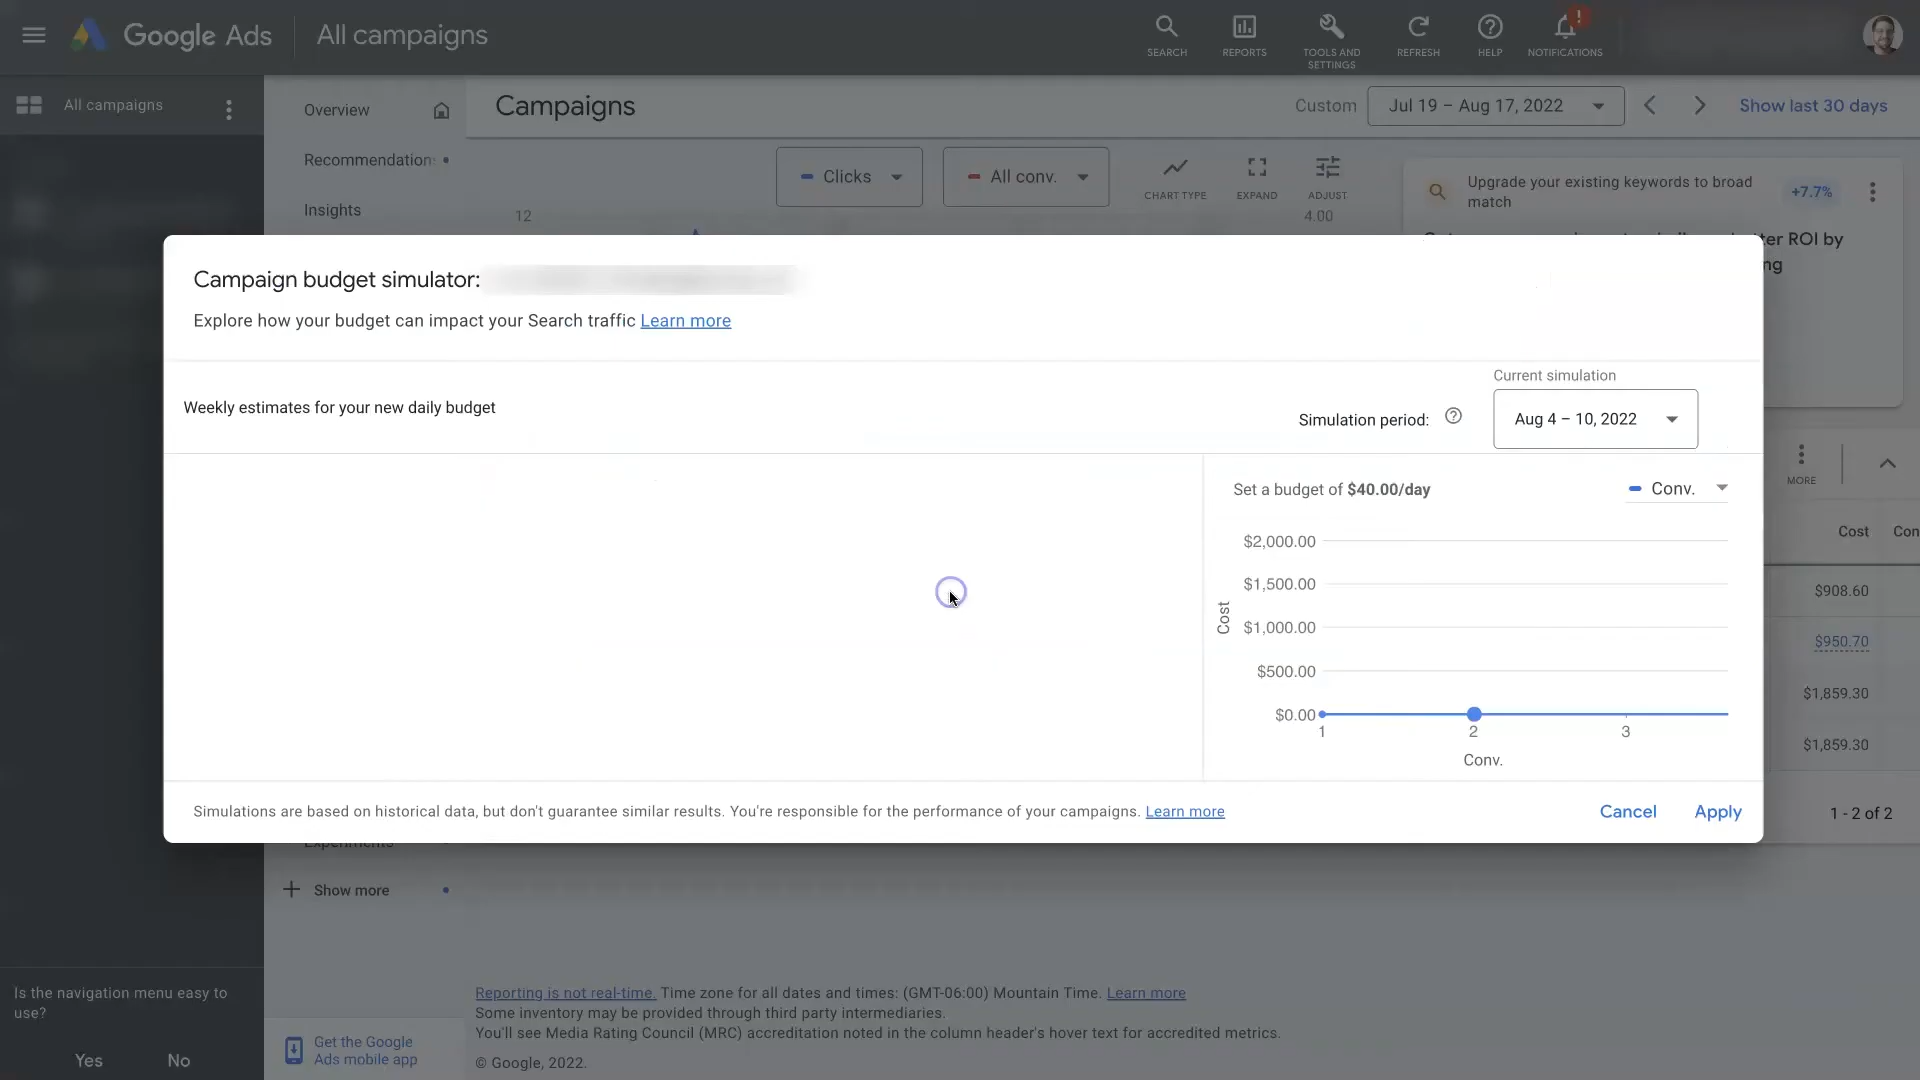 Google Ads
All campaigns
SEARCH
REPORTS
TOOLS AND
SETTINGS
REFRESH
HELP
!
NOTIFICATIONS
All campaigns
Overview
Recommendation
Insights
Campaigns
Custom
Jul 19 – Aug 17, 2022
Show last 30 days
Clicks
All conv.
CHART TYPE
EXPAND
ADJUST
12
4.00
Upgrade your existing keywords to broad
match
+7.7%
ter ROI by
ng
Campaign budget simulator:
Explore how your budget can impact your Search traffic Learn more
Weekly estimates for your new daily budget
Simulation period:
Current simulation
Aug 4 – 10, 2022
Set a budget of $40.00/day
Conv.
$2,000.00
$1,500.00
$1,000.00
$500.00
$0.00
Cost
1
2
3
Conv.
Simulations are based on historical data, but don't guarantee similar results. You're responsible for the performance of your campaigns. Learn more
Cancel
Apply
MORE
Cost
Con
$908.60
$950.70
$1,859.30
$1,859.30
1 - 2 of 2
Experiments
Show more
Is the navigation menu easy to
use?
Yes
No
Get the Google
Ads mobile app
Reporting is not real-time. Time zone for all dates and times: (GMT-06:00) Mountain Time. Learn more
Some inventory may be provided through third party intermediaries.
You'll see Media Rating Council (MRC) accreditation noted in the column header's hover text for accredited metrics.
© Google, 2022.